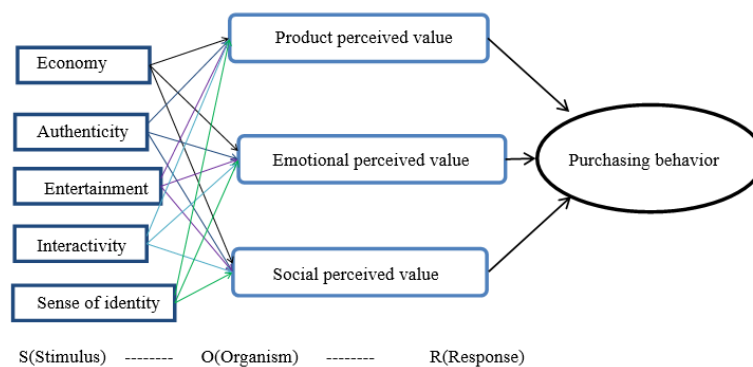 Product perceived value
Economy
Authenticity
Emotional perceived value
Purchasing behavior
Entertainment
Interactivity
Social perceived value
Sense of identity
S(Stimulus) -------- O(Organism) ------- R(Response)